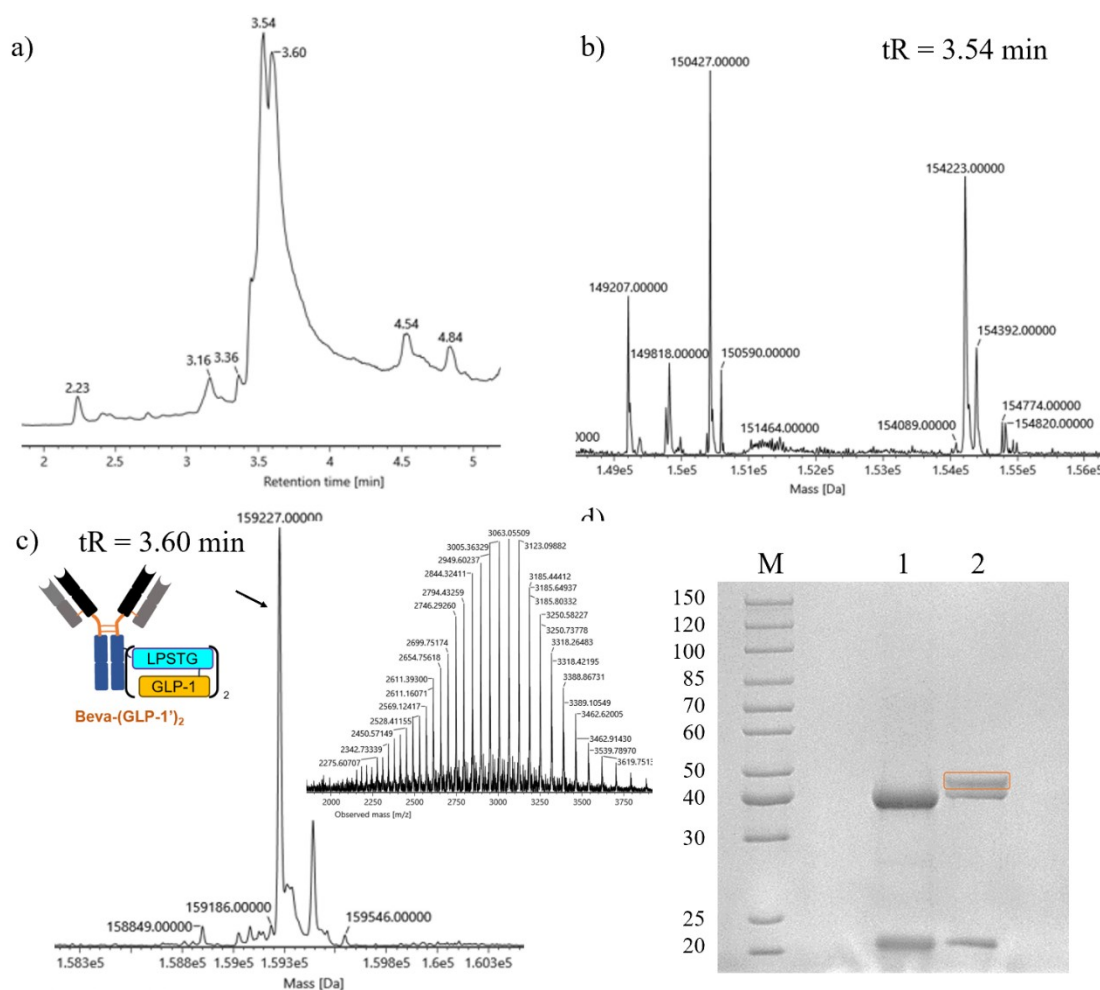 a)
3.54
3.60
3.16
3.36
2.23
4.54
4.84
2
2.5
3
3.5
4
4.5
5
Retention time [min]
b)
tR = 3.54 min
150427.00000
154223.00000
149207.00000
149818.00000
150590.00000
154392.00000
151464.00000
154089.00000
154774.00000
154820.00000
1.49e5
1.5e5
1.51e5
1.52e5
1.53e5
1.54e5
1.55e5
1.56e5
Mass [Da]
c)
tR = 3.60 min
159227.00000
LPSTG
GLP-1
2
Beva-(GLP-1')2
3063.05509
3005.36329
3123.09882
2949.60237
2844.32411
2794.43259
2746.29260
2699.75174
2654.75618
2611.39300
2611.16071
2569.12417
2528.41155
2450.57149
2342.73339
2275.60707
3185.44412
3185.64937
3185.80332
3250.58227
3250.73778
3318.26483
3318.42195
3388.86731
3389.10549
3462.62005
3462.91430
3539.78970
3619.7513
2000
2250
2500
2750
3000
3250
3500
3750
Observed mass [m/z]
158849.00000
159186.00000
159546.00000
1.583e5
1.588e5
1.59e5
1.593e5
1.598e5
1.6e5
1.603e5
Mass [Da]
M
1
2
150
120
100
85
70
60
50
40
30
25
20